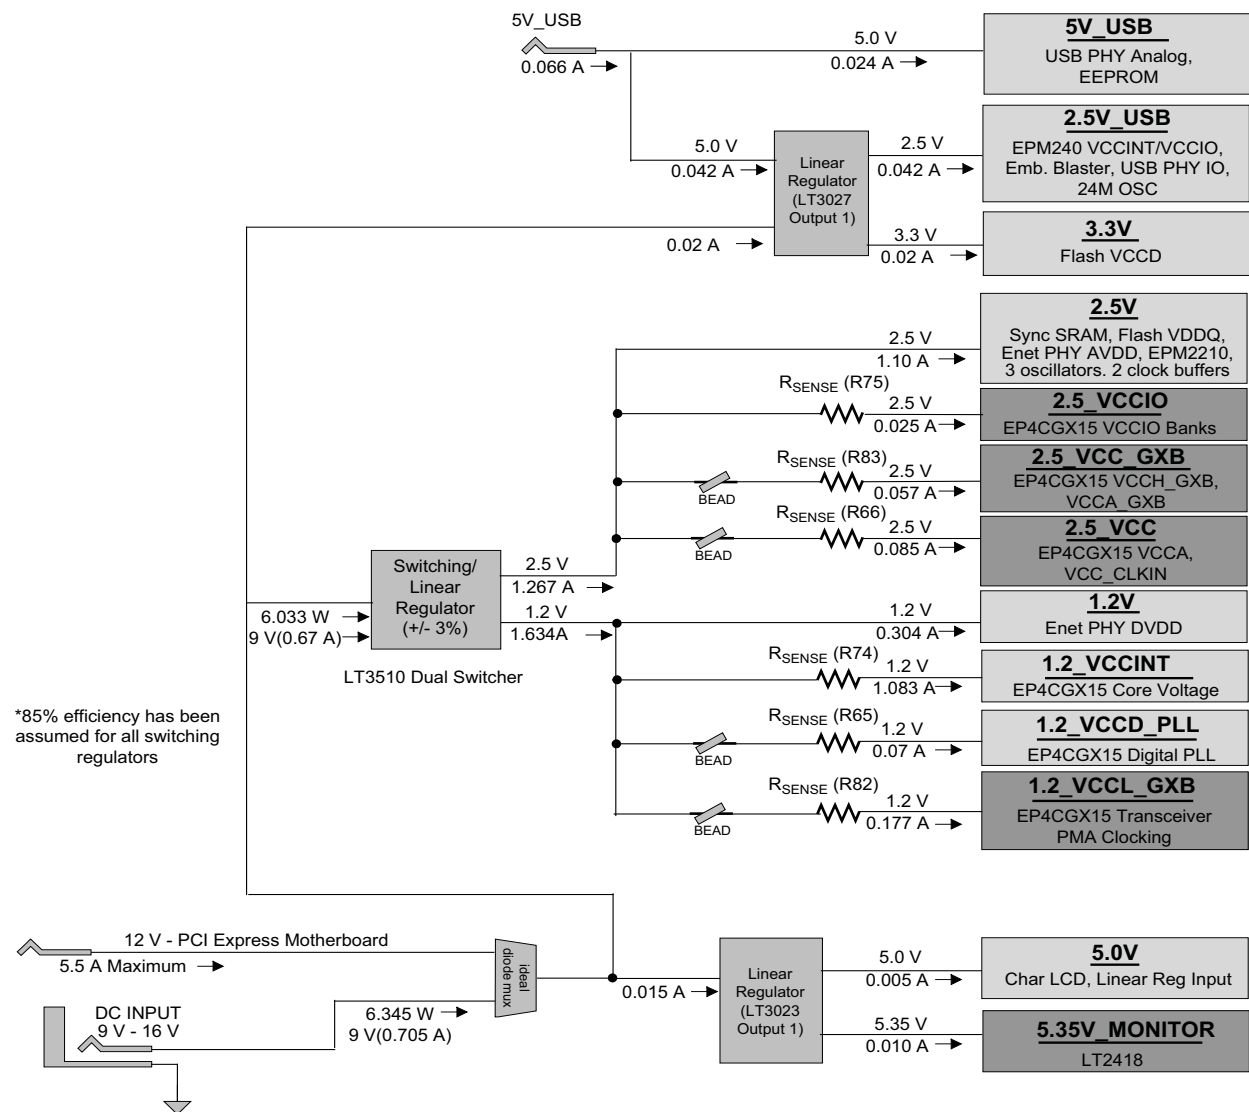 5V_USB
0.066 A
5.0 V
0.024 A
5V_USB
USB PHY Analog,
EEPROM
5.0 V
0.042 A
Linear
Regulator
(LT3027
Output 1)
2.5 V
0.042 A
2.5V_USB
EPM240 VCCINT/VCCIO,
Emb. Blaster, USB PHY IO,
24M OSC
0.02 A
3.3 V
0.02 A
3.3V
Flash VCCD
2.5 V
1.10 A
2.5V
Sync SRAM, Flash VDDQ,
Enet PHY AVDD, EPM2210,
3 oscillators. 2 clock buffers
RSENSE (R75)
2.5 V
0.025 A
2.5_VCCIO
EP4CGX15 VCCIO Banks
BEAD
RSENSE (R83)
2.5 V
0.057 A
2.5_VCC_GXB
EP4CGX15 VCCH_GXB,
VCCA_GXB
BEAD
RSENSE (R66)
2.5 V
0.085 A
2.5_VCC
EP4CGX15 VCCA,
VCC_CLKIN
6.033 W
9 V(0.67 A)
Switching/
Linear
Regulator
(+/- 3%)
LT3510 Dual Switcher
2.5 V
1.267 A
1.2 V
1.634A
1.2 V
0.304 A
1.2V
Enet PHY DVDD
RSENSE (R74)
1.2 V
1.083 A
1.2_VCCINT
EP4CGX15 Core Voltage
BEAD
RSENSE (R65)
1.2 V
0.07 A
1.2_VCCD_PLL
EP4CGX15 Digital PLL
BEAD
RSENSE (R82)
1.2 V
0.177 A
1.2_VCCL_GXB
EP4CGX15 Transceiver
PMA Clocking
*85% efficiency has been
assumed for all switching
regulators
12 V - PCI Express Motherboard
5.5 A Maximum
DC INPUT
9 V - 16 V
6.345 W
9 V(0.705 A)
ideal
diode mux
0.015 A
Linear
Regulator
(LT3023
Output 1)
5.0 V
0.005 A
5.0V
Char LCD, Linear Reg Input
5.35 V
0.010 A
5.35V_MONITOR
LT2418